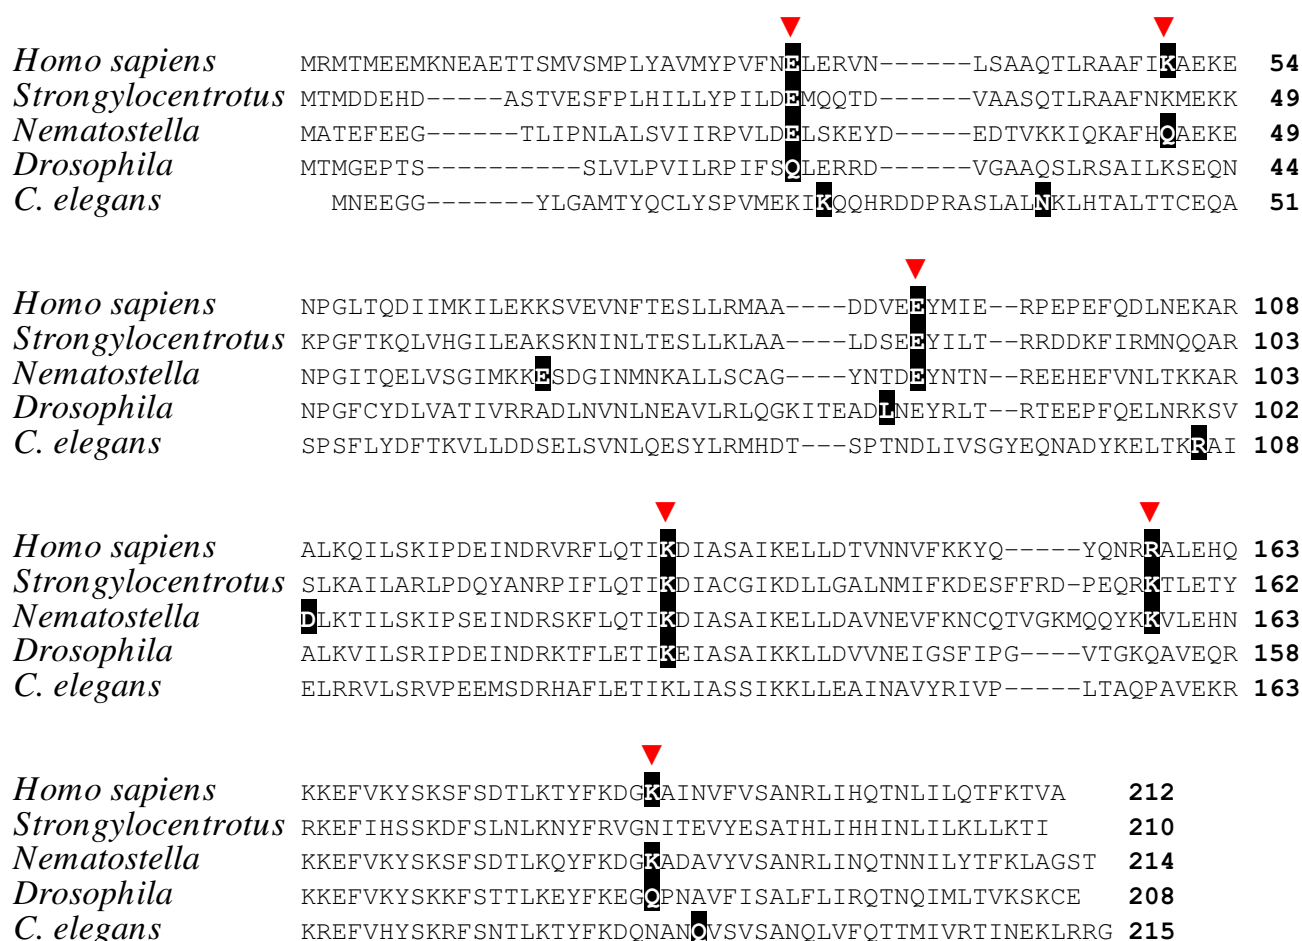 Homo sapiens MRMTMEEMKNEAETTSMVSMPLYAVMYPVFNELERVN------LSAAQTLRAAFIKAEKE 54
Strongylocentrotus MTMDDEHD-----ASTVESFPLHILLYPILDEMQQTD------VAASQTLRAAFNKMEKK 49
Nematostella MATEFEEG------TLIPNLALSVIIRPVLDELSKEYD-----EDTVKKIQKAFHQAEKE 49
Drosophila MTMGEPTS----------SLVLPVILRPIFSQLERRD------VGAAQSLRSAILKSEQN 44
C. elegans MNEEGG-------YLGAMTYQCLYSPVMEKIKQQHRDDPRASLALNKLHTALTTCEQA 51
Homo sapiens NPGLTQDIIMKILEKKSVEVNFTESLLRMAA----DDVEEYMIE--RPEPEFQDLNEKAR 108
Strongylocentrotus KPGFTKQLVHGILEAKSKNINLTESLLKLAA----LDSEEYILT--RRDDKFIRMNQQAR 103
Nematostella NPGITQELVSGIMKKESDGINMNKALLSCAG----YNTDEYNTN--REEHEFVNLTKKAR 103
Drosophila NPGFCYDLVATIVRRADLNVNLNEAVLRLQGKITEADLNEYRLT--RTEEPFQELNRKSV 102
C. elegans SPSFLYDFTKVLLDDSELSVNLQESYLRMHDT---SPTNDLIVSGYEQNADYKELTKRAI 108
Homo sapiens ALKQILSKIPDEINDRVRFLQTIKDIASAIKELLDTVNNVFKKYQ-----YQNRRALEHQ 163
Strongylocentrotus SLKAILARLPDQYANRPIFLQTIKDIACGIKDLLGALNMIFKDESFFRD-PEQRKTLETY 162
Nematostella DLKTILSKIPSEINDRSKFLQTIKDIASAIKELLDAVNEVFKNCQTVGKMQQYKKVLEHN 163
Drosophila ALKVILSRIPDEINDRKTFLETIKEIASAIKKLLDVVNEIGSFIPG----VTGKQAVEQR 158
C. elegans ELRRVLSRVPEEMSDRHAFLETIKLIASSIKKLLEAINAVYRIVP-----LTAQPAVEKR 163
Homo sapiens KKEFVKYSKSFSDTLKTYFKDGKAINVFVSANRLIHQTNLILQTFKTVA 212
Strongylocentrotus RKEFIHSSKDFSLNLKNYFRVGNITEVYESATHLIHHINLILKLLKTI 210
Nematostella KKEFVKYSKSFSDTLKQYFKDGKADAVYVSANRLINQTNNILYTFKLAGST 214
Drosophila KKEFVKYSKKFSTTLKEYFKEGQPNAVFISALFLIRQTNQIMLTVKSKCE 208
C. elegans KREFVHYSKRFSNTLKTYFKDQNANQVSVSANQLVFQTTMIVRTINEKLRRG 215